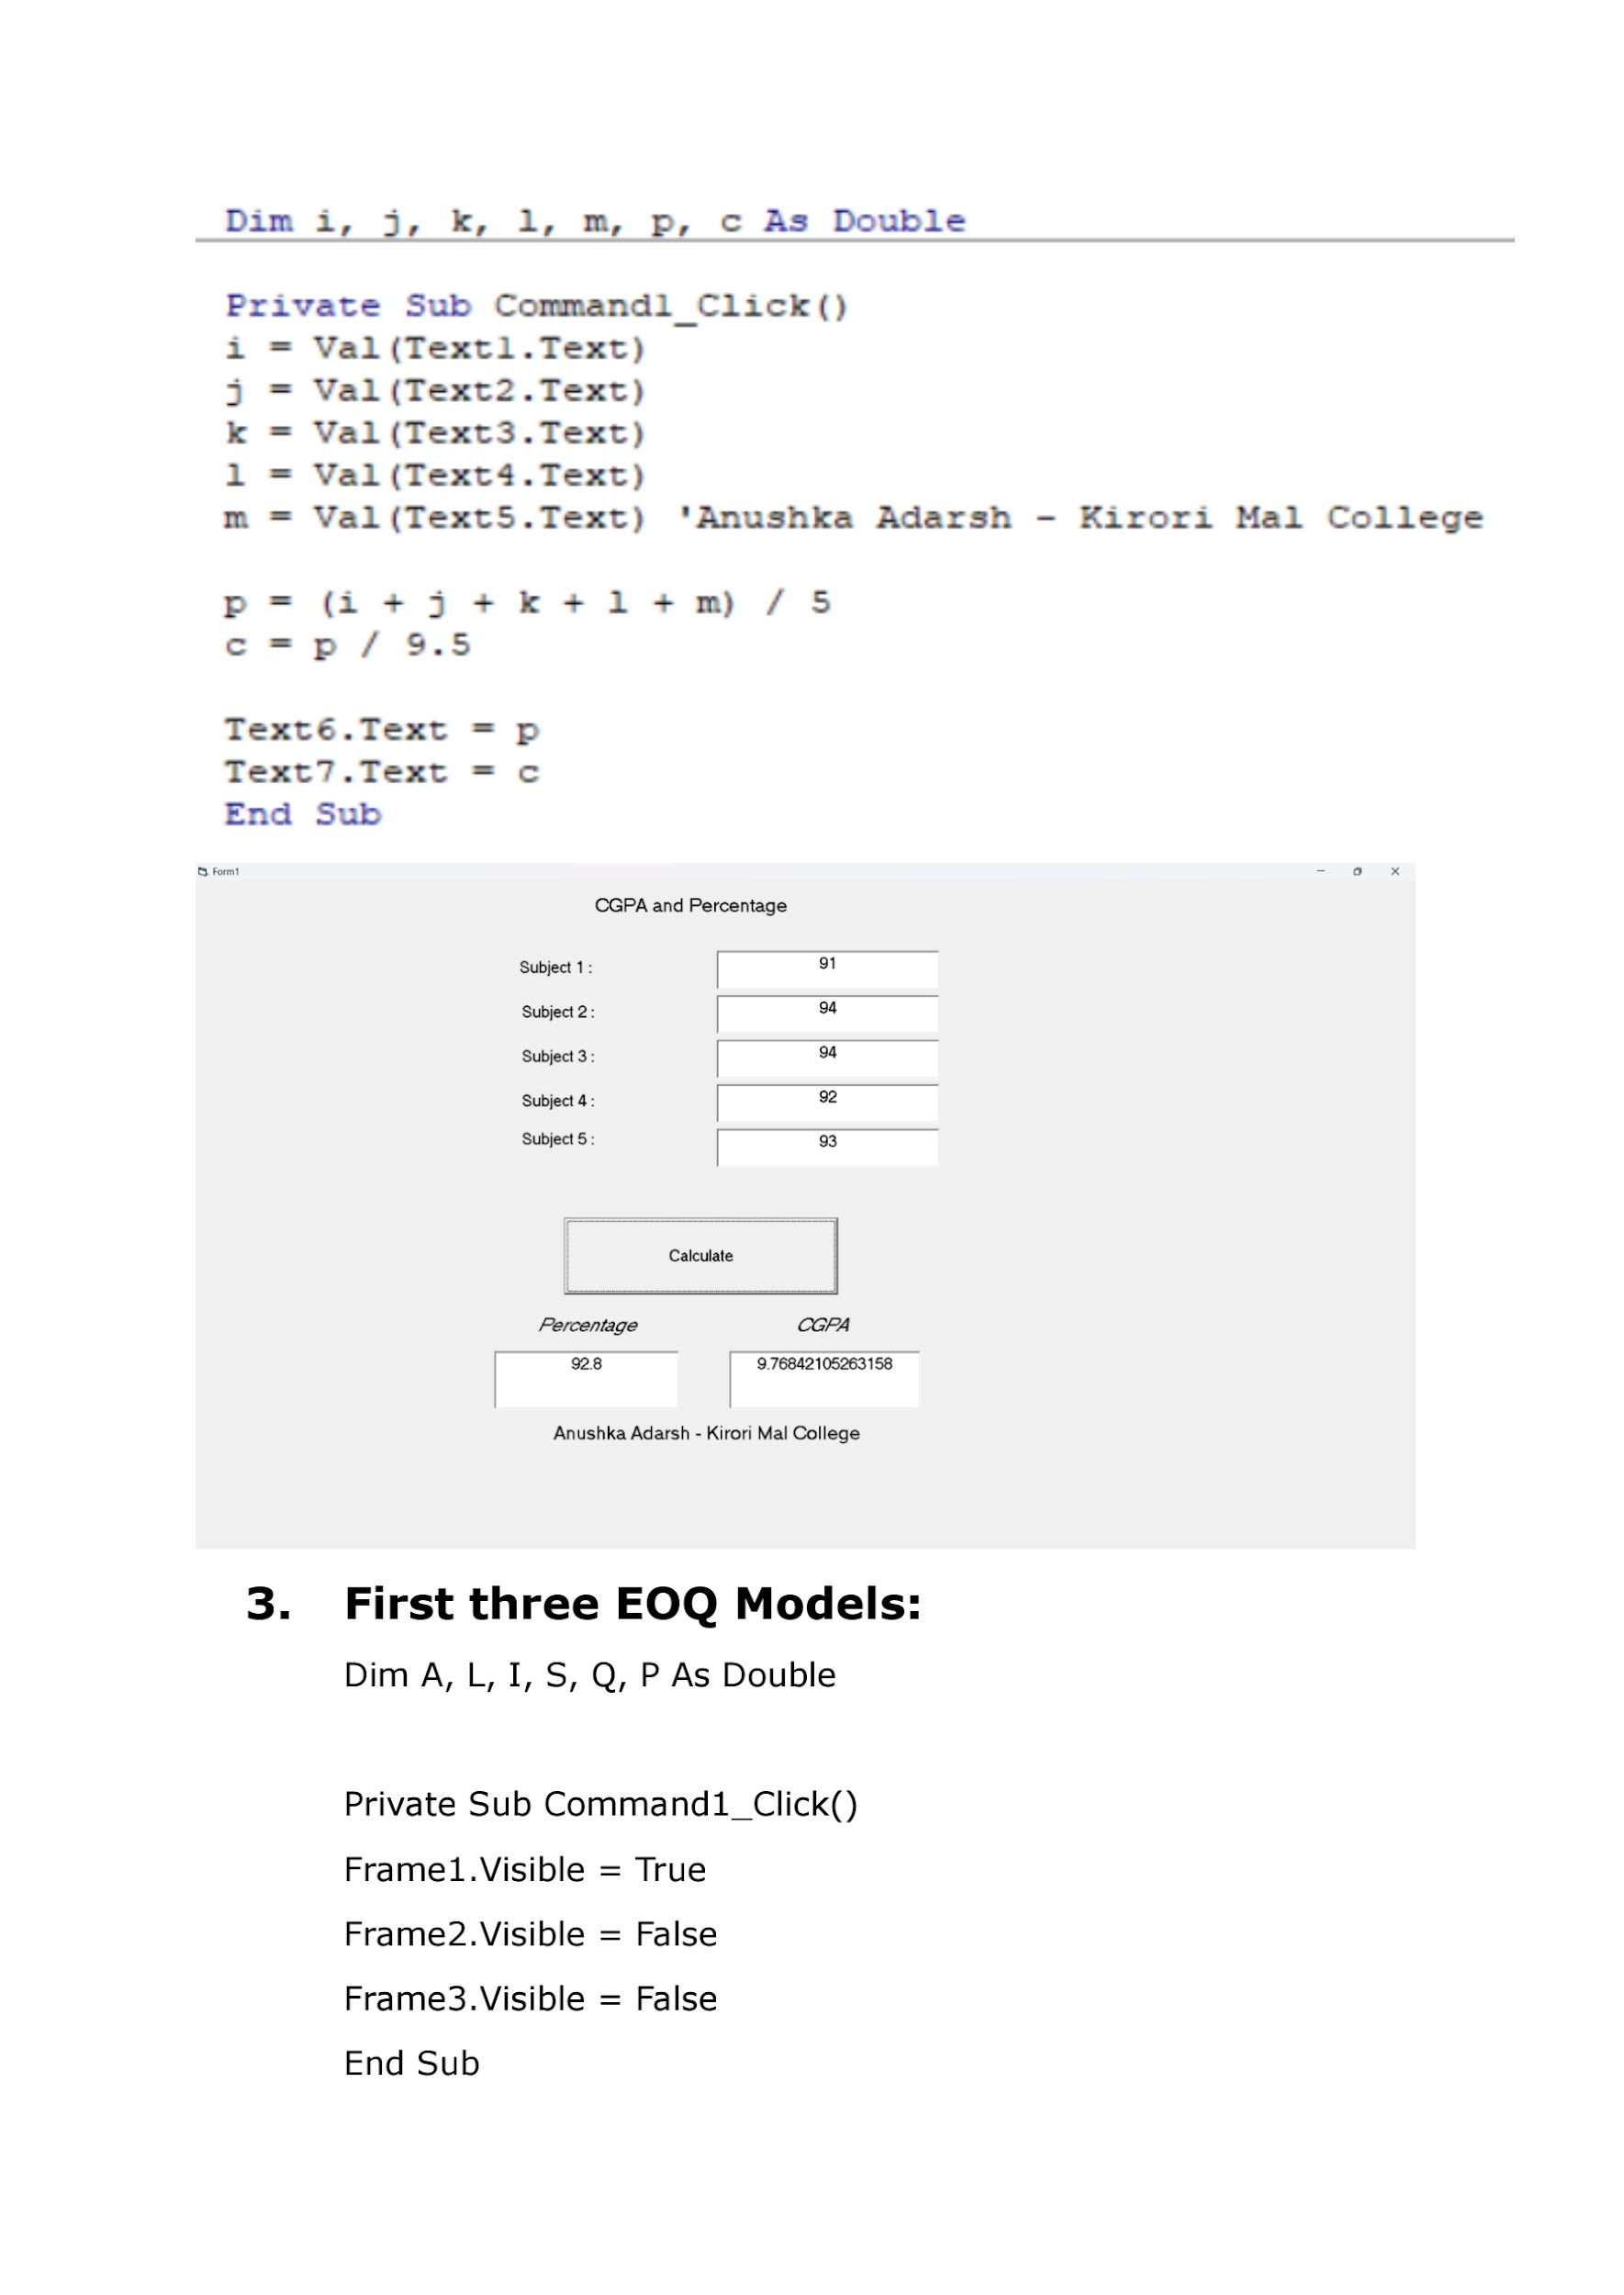 Dim i, j, k, l, m, p, c As Double
Private Sub Command1_Click()
i = Val(Text1.Text)
j = Val(Text2.Text)
k = Val(Text3.Text)
l = Val(Text4.Text)
m = Val(Text5.Text) 'Anushka Adarsh - Kirori Mal College
p = (i + j + k + l + m) / 5
c = p / 9.5
Text6.Text = p
Text7.Text = c
End Sub
Form1
CGPA and Percentage
Subject 1 : 91
Subject 2 : 94
Subject 3 : 94
Subject 4 : 92
Subject 5 : 93
Calculate
Percentage CGPA
92.8 9.76842105263158
Anushka Adarsh - Kirori Mal College
3. First three EOQ Models:
Dim A, L, I, S, Q, P As Double
Private Sub Command1_Click()
Frame1.Visible = True
Frame2.Visible = False
Frame3.Visible = False
End Sub